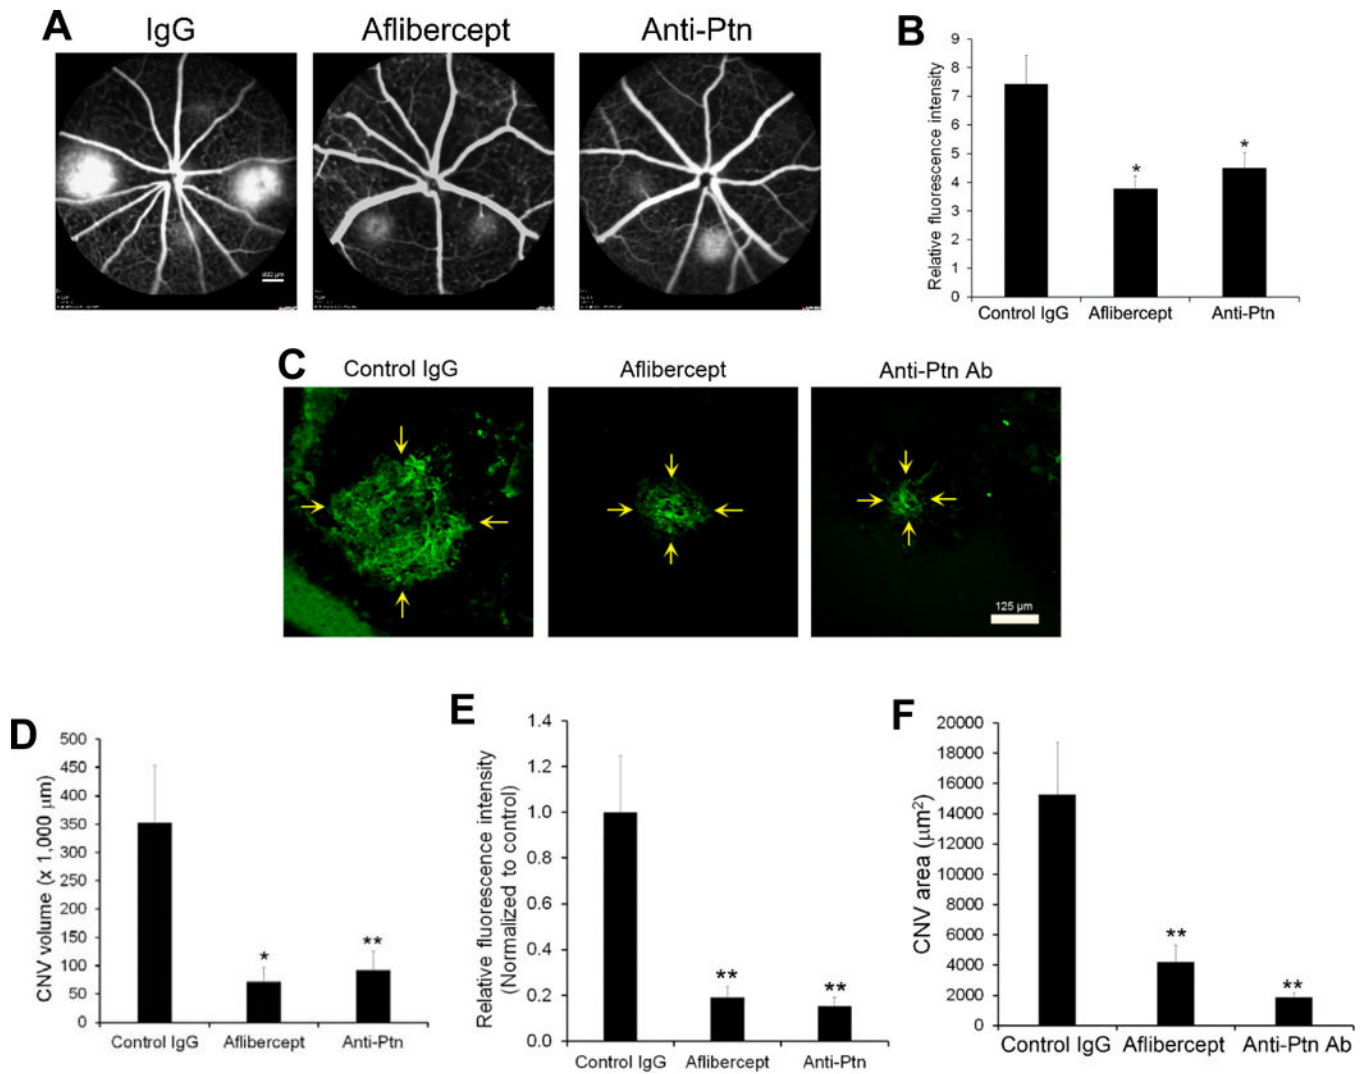 A
IgG
Aflibercept
Anti-Ptn
B
Relative fluorescence intensity
9
8
7
6
5
4
3
2
1
0
*
*
Control IgG
Aflibercept
Anti-Ptn
C
Control IgG
Aflibercept
Anti-Ptn Ab
125 µm
D
CNV volume (x 1,000 µm)
500
450
400
350
300
250
200
150
100
50
0
*
**
Control IgG
Aflibercept
Anti-Ptn
E
Relative fluorescence intensity
(Normalized to control)
1.4
1.2
1.0
0.8
0.6
0.4
0.2
0.0
**
**
Control IgG
Aflibercept
Anti-Ptn
F
CNV area (µm²)
20000
18000
16000
14000
12000
10000
8000
6000
4000
2000
0
**
**
Control IgG
Aflibercept
Anti-Ptn Ab